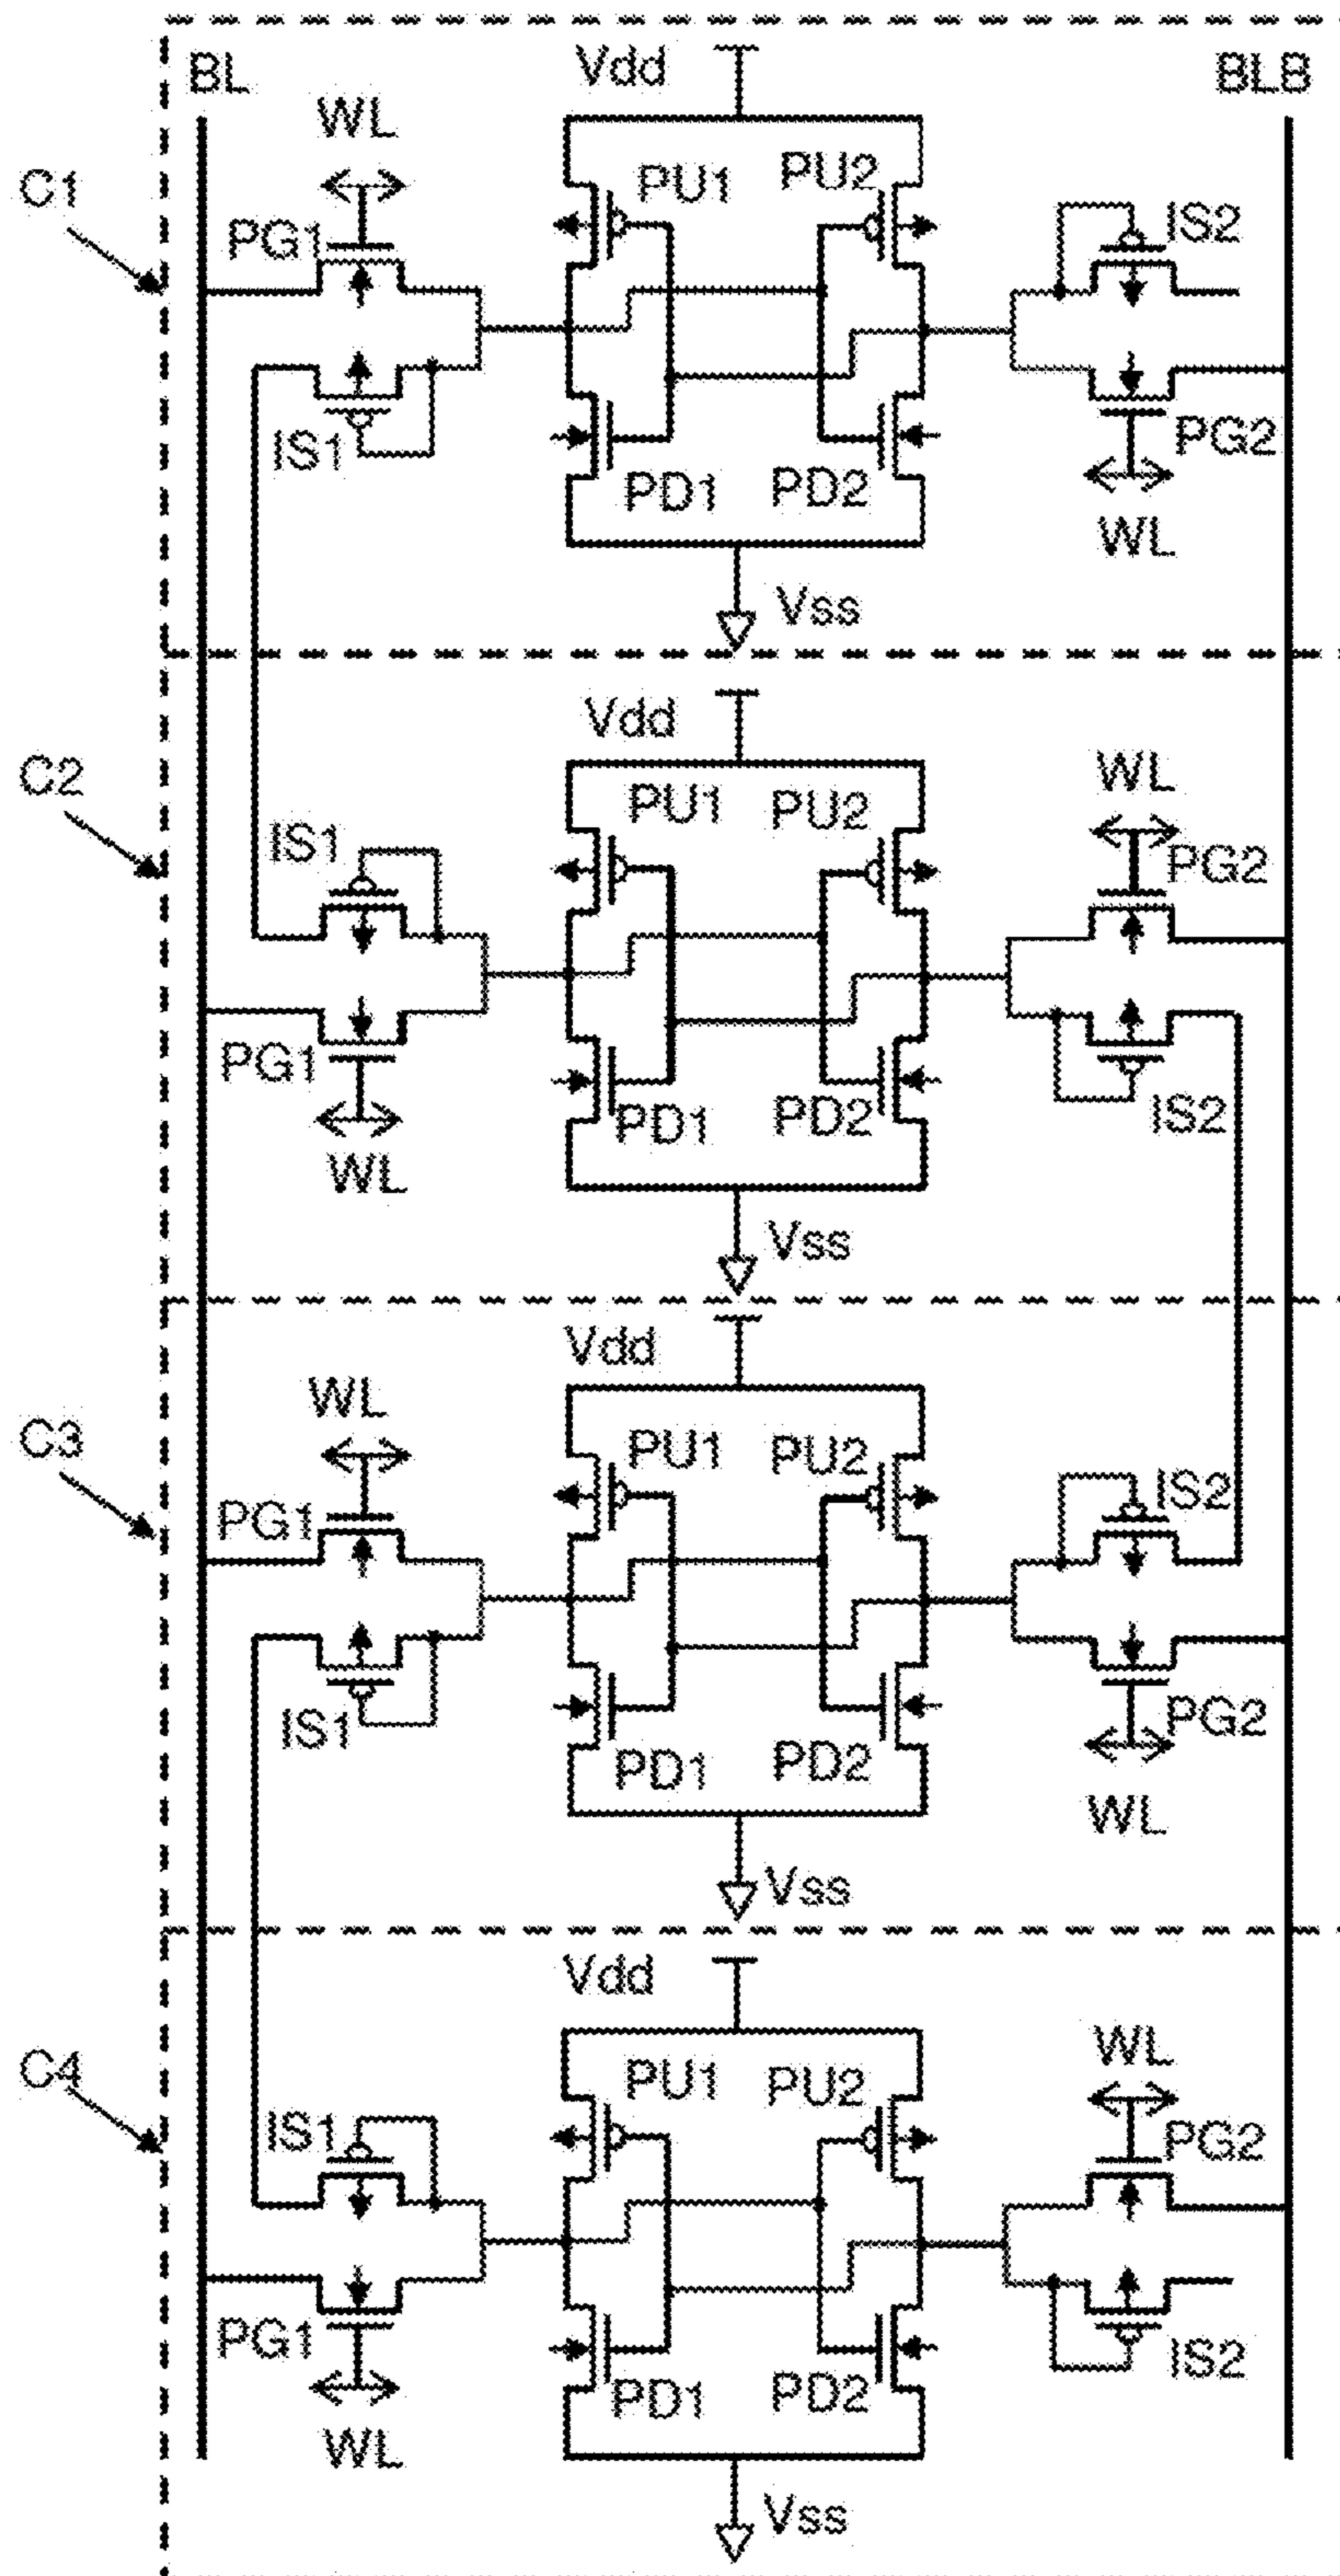 BL Vdd BLB
WL
C1 PU1 PU2
PG1 IS2
IS1 PG2
PD1 PD2
WL
Vss
Vdd
C2 WL
PU1 PU2
IS1 PG2
PG1
PD1 PD2 IS2
WL
Vss
Vdd
WL
C3 PU1 PU2
PG1 IS2
IS1 PG2
PD1 PD2
WL
Vss
Vdd
C4 WL
PU1 PU2
IS1 PG2
PG1 IS2
PD1 PD2
WL
Vss